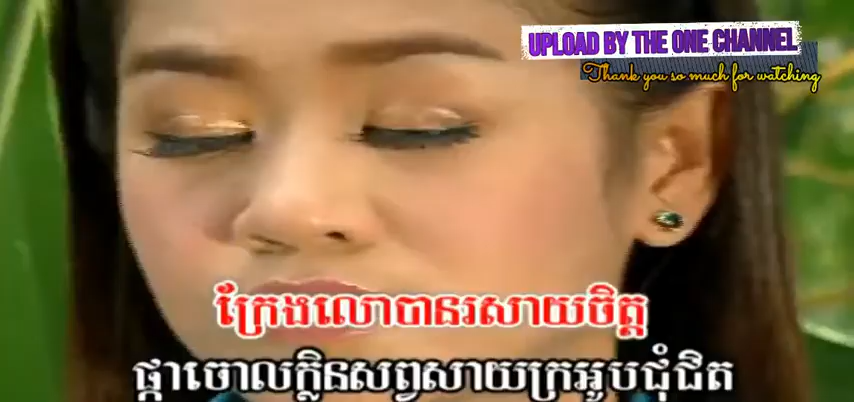 UPLOAD BY THE ONE CHANNEL
Thank you so much for watching
ក្រែងលោបានរសាយចិត្ត
ផ្កាចោលក្លិនសព្វសាយក្រអូបជុំជិត